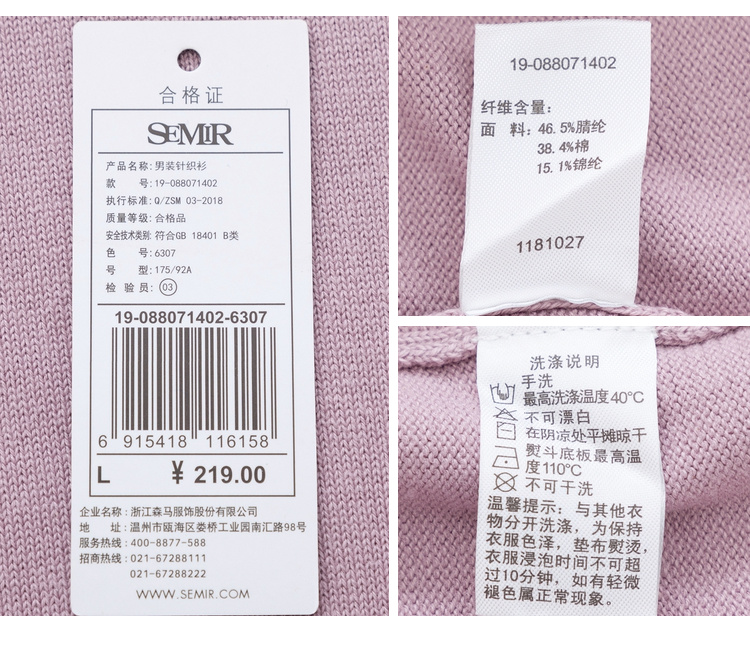 合格证
SEMIR
产品名称:男装针织衫
款 号:19-088071402
执行标准:Q/ZSM 03-2018
质量等级:合格品
安全技术类别:符合GB 18401 B类
色 号:6307
号 型:175/92A
检 验 员:03
19-088071402-6307
6 915418 116158
L ¥ 219.00
企业名称:浙江森马服饰股份有限公司
地 址:温州市瓯海区娄桥工业园南汇路98号
服务热线:400-8877-588
招商热线:021-67288111
021-67288222
WWW.SEMIR.COM
19-088071402
纤维含量:
面 料:46.5%腈纶
38.4%棉
15.1%锦纶
1181027
洗涤说明
手洗
最高洗涤温度40℃
不可漂白
在阴凉处平摊晾干
熨斗底板最高温
度110℃
不可干洗
温馨提示:与其他衣
物分开洗涤,为保持
衣服色泽,垫布熨烫,
衣服浸泡时间不可超
过10分钟,如有轻微
褪色属正常现象。